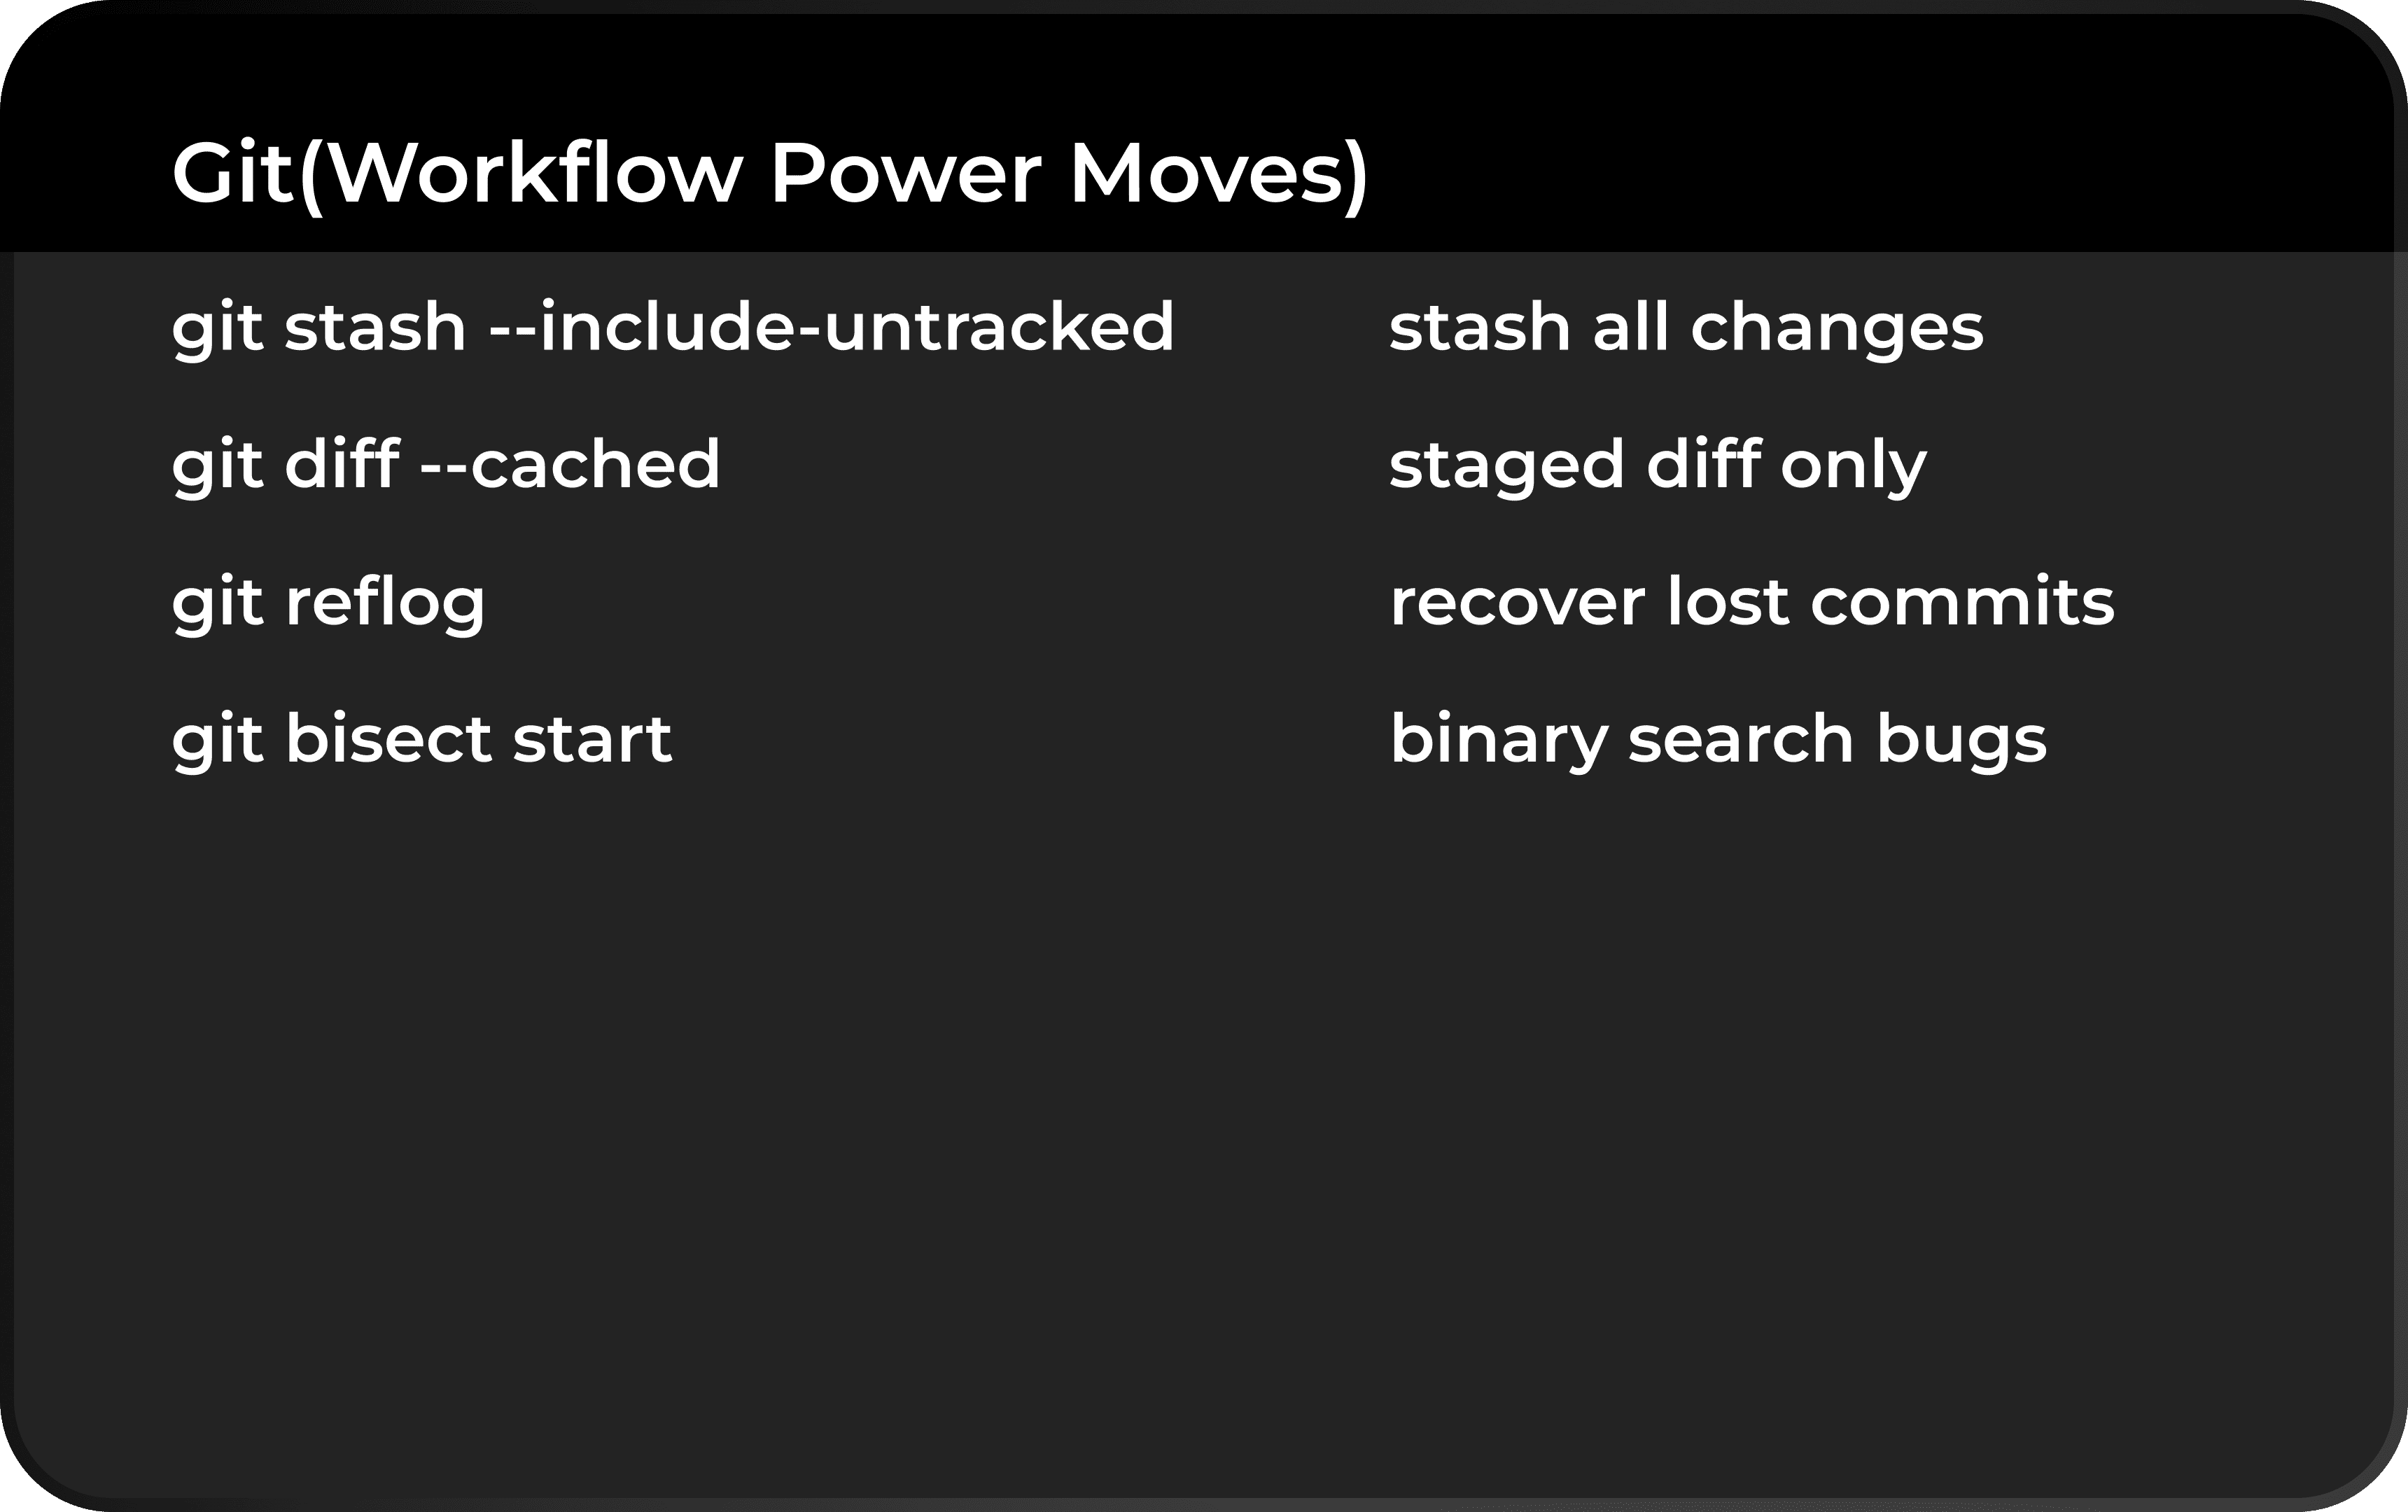 Git(Workflow Power Moves)
git stash --include-untracked stash all changes
git diff --cached staged diff only
git reflog recover lost commits
git bisect start binary search bugs